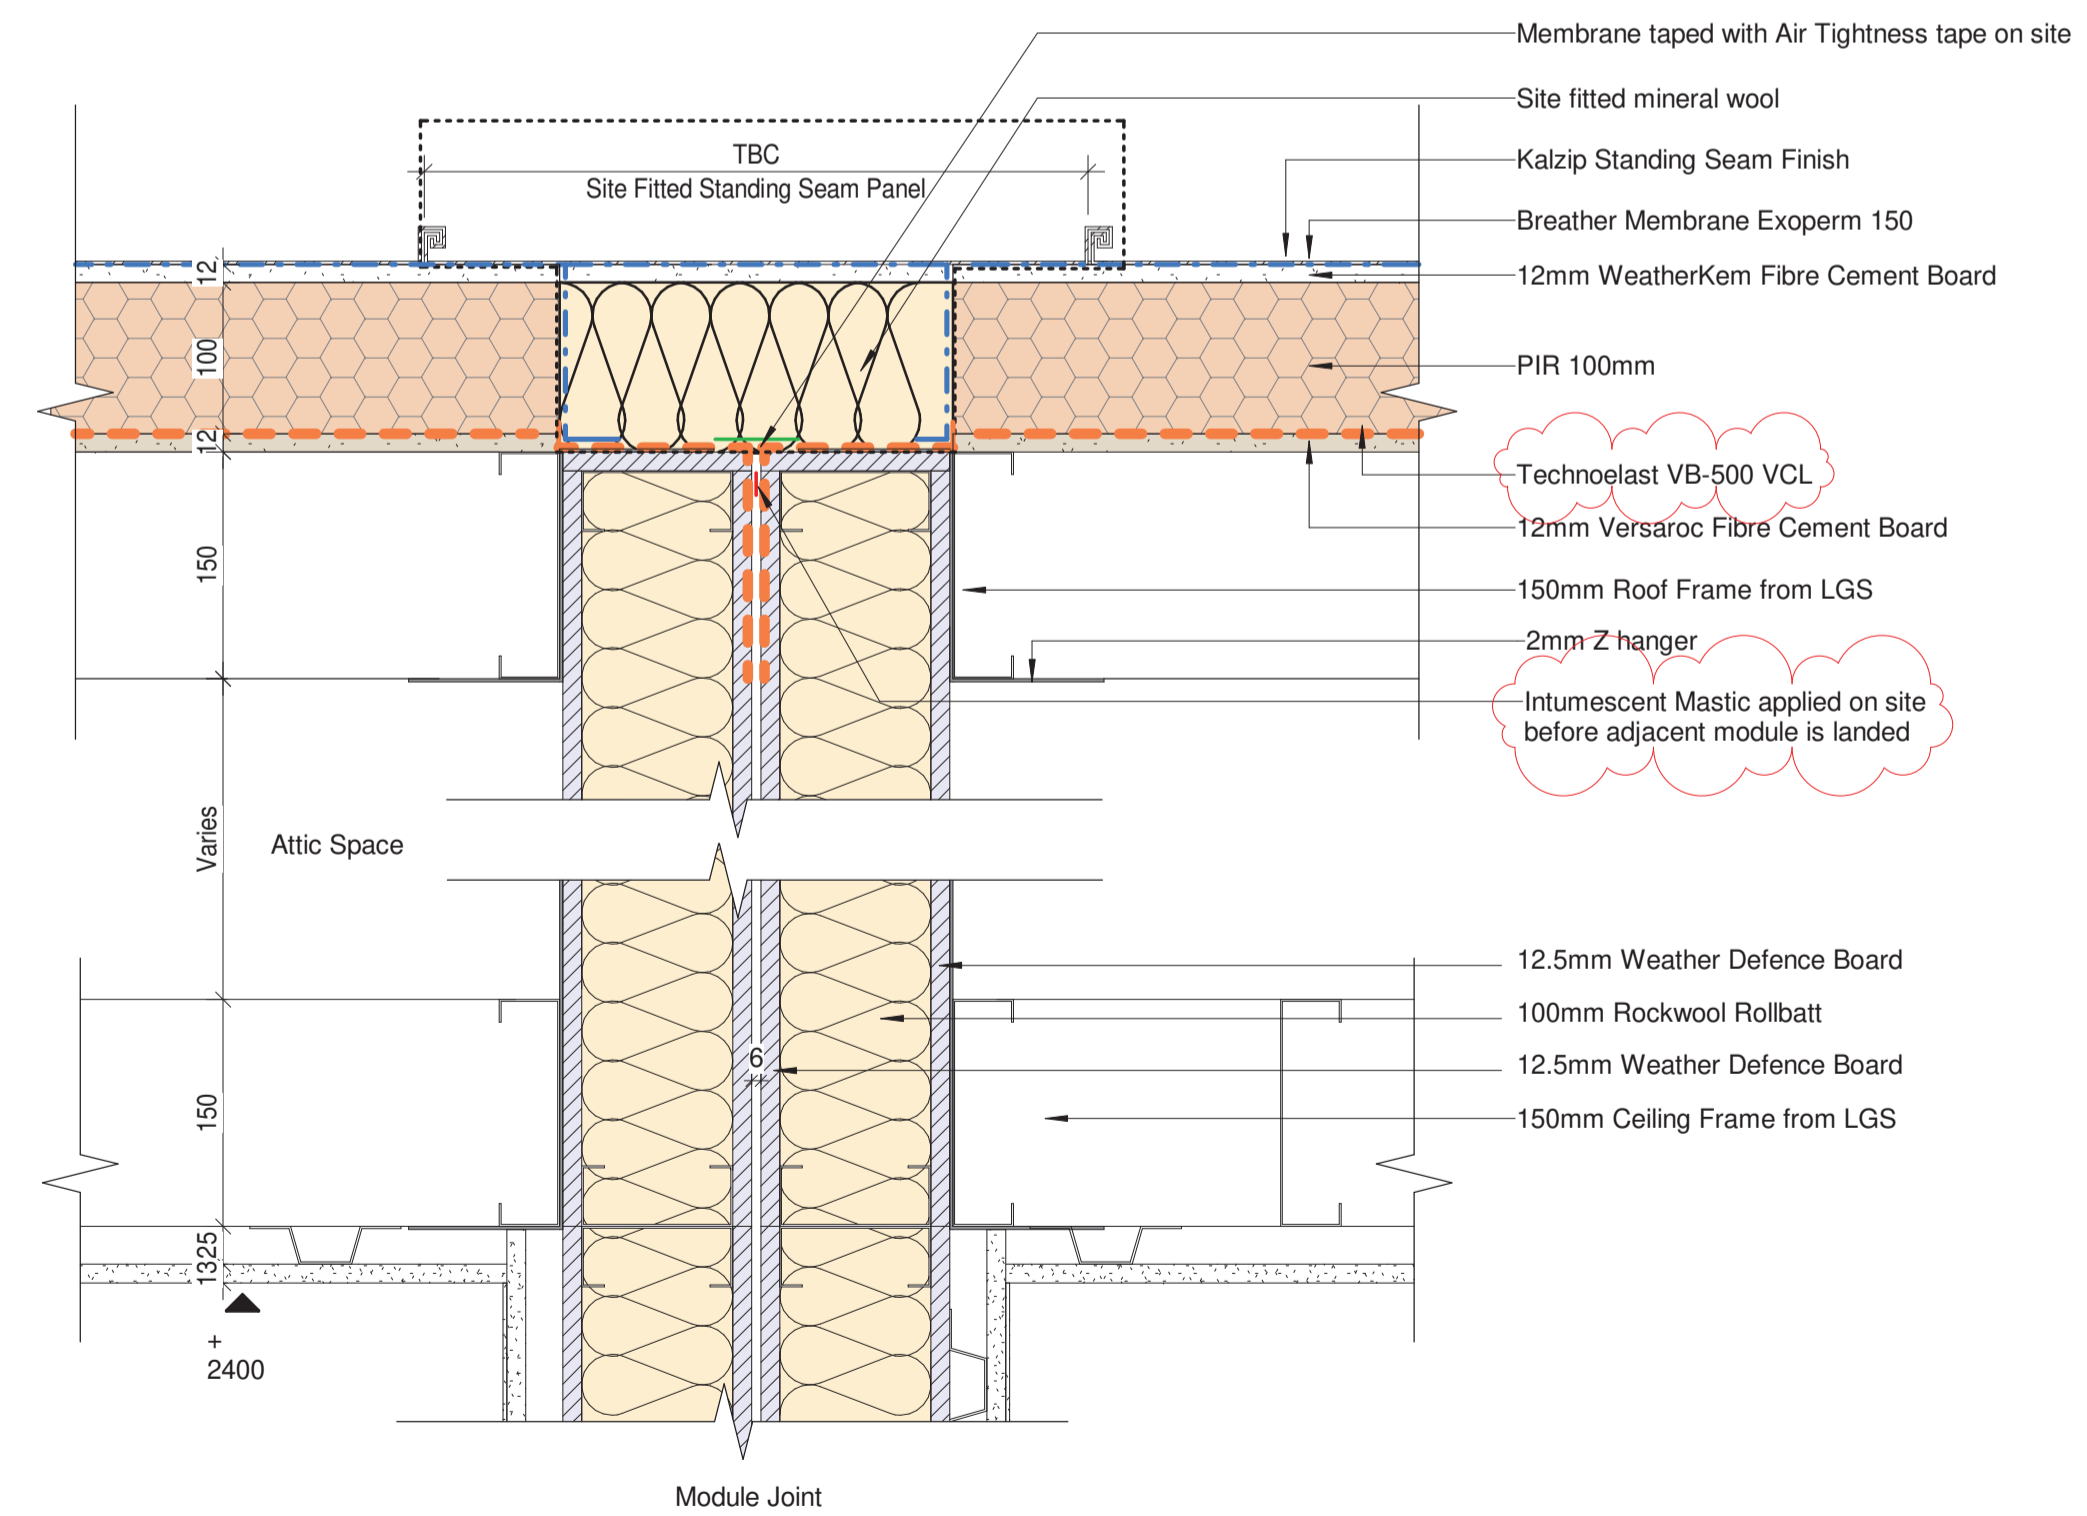 Membrane taped with Air Tightness tape on site
Site fitted mineral wool
TBC
Kalzip Standing Seam Finish
Site Fitted Standing Seam Panel
Breather Membrane Exoperm 150
12
12mm WeatherKem Fibre Cement Board
100
PIR 100mm
12
Technoelast VB-500 VCL
12mm Versaroc Fibre Cement Board
150
150mm Roof Frame from LGS
2mm Z hanger
Intumescent Mastic applied on site
before adjacent module is landed
Varies
Attic Space
12.5mm Weather Defence Board
100mm Rockwool Rollbatt
6
12.5mm Weather Defence Board
150
150mm Ceiling Frame from LGS
1325
+
2400
Module Joint